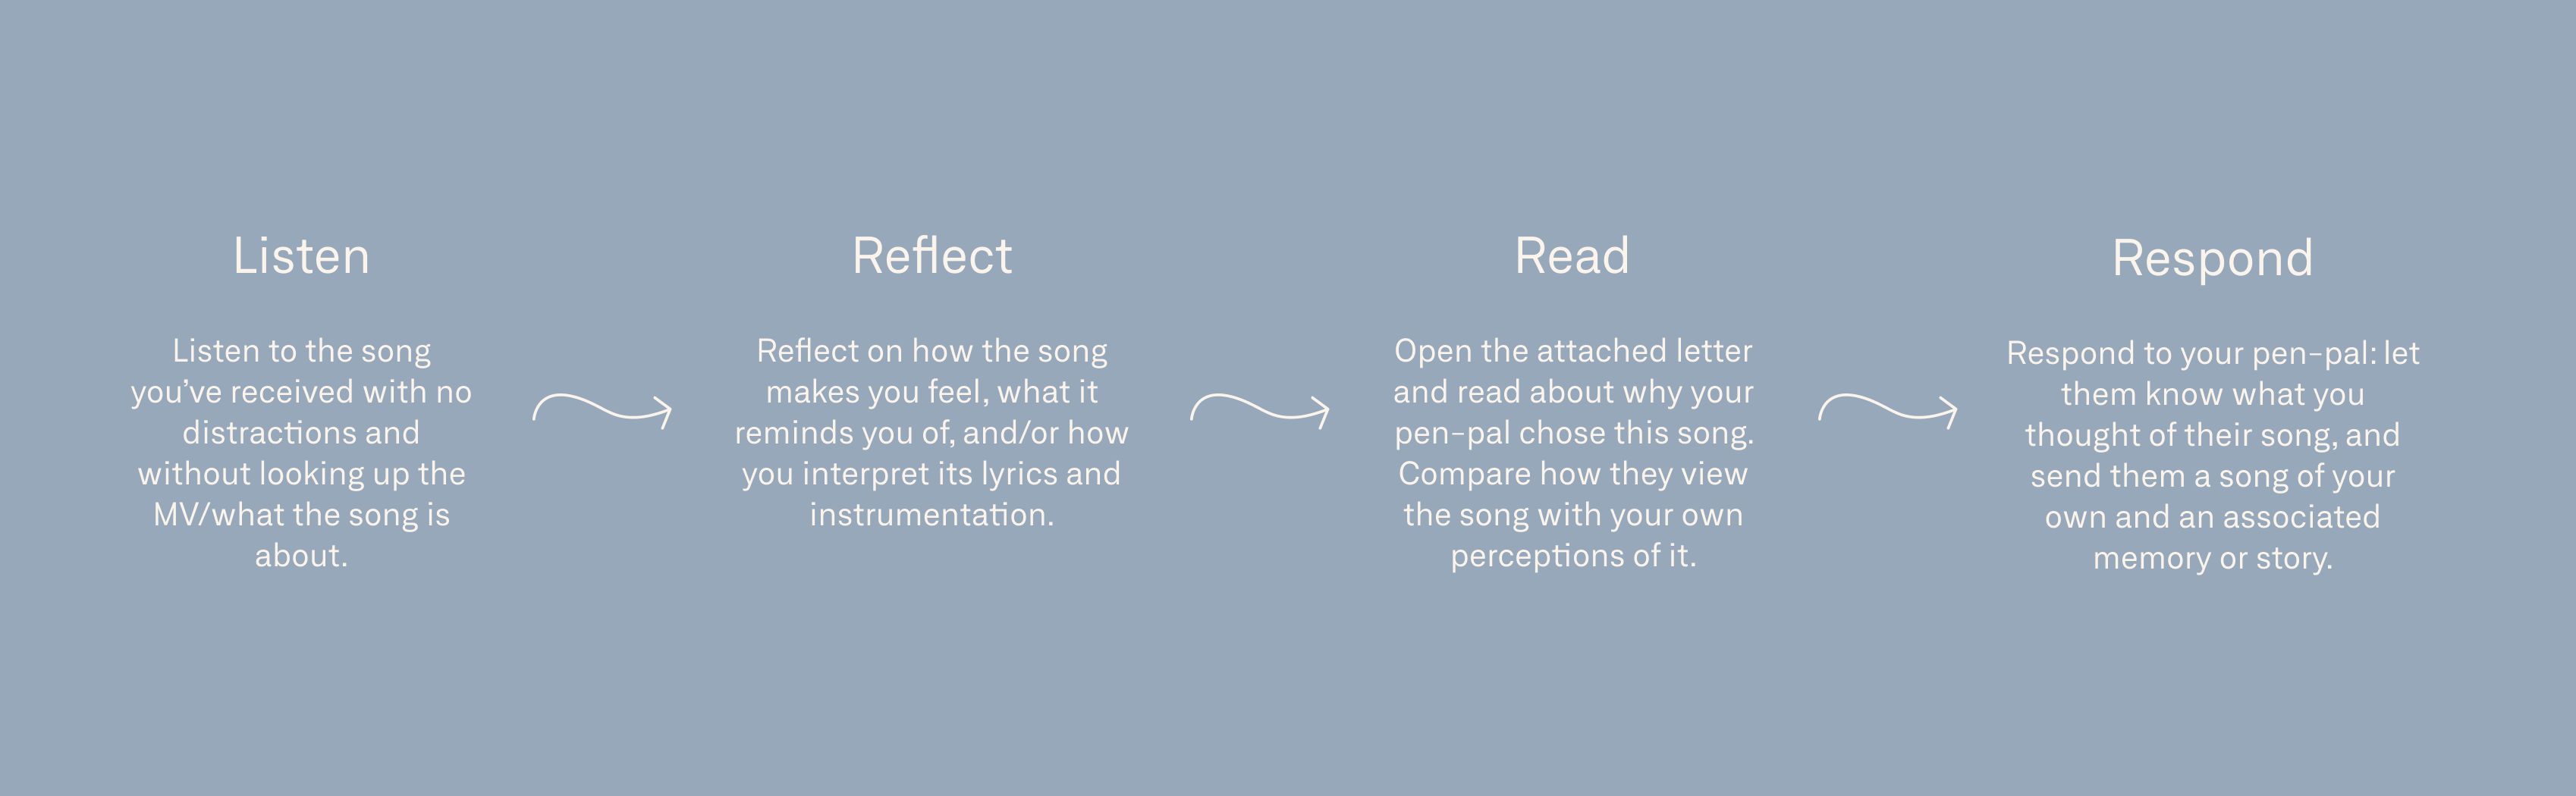 Listen
Listen to the song
you’ve received with no
distractions and
without looking up the
MV/what the song is
about.
Reflect
Reflect on how the song
makes you feel, what it
reminds you of, and/or how
you interpret its lyrics and
instrumentation.
Read
Open the attached letter
and read about why your
pen-pal chose this song.
Compare how they view
the song with your own
perceptions of it.
Respond
Respond to your pen-pal: let
them know what you
thought of their song, and
send them a song of your
own and an associated
memory or story.